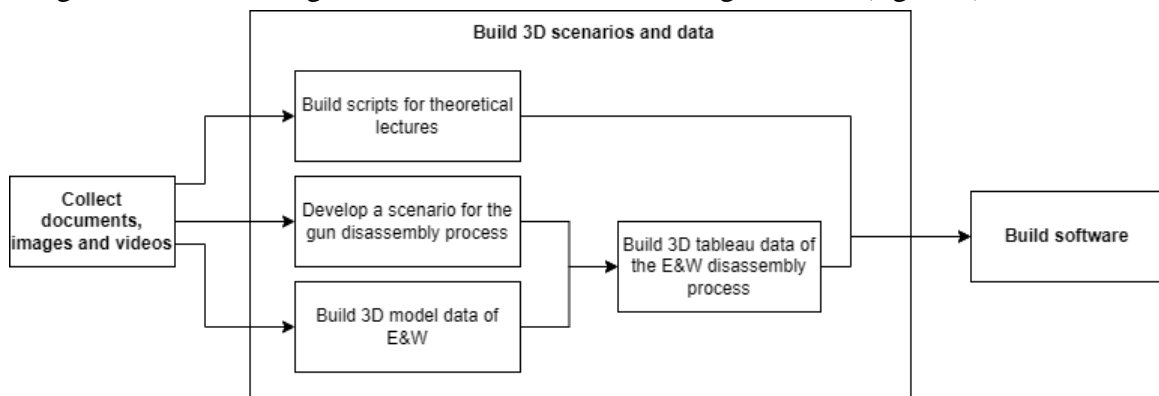 Build 3D scenarios and data
Build scripts for theoretical
lectures
Collect
documents,
images and videos
Develop a scenario for the
gun disassembly process
Build 3D model data of
E&W
Build 3D tableau data of
the E&W disassembly
process
Build software